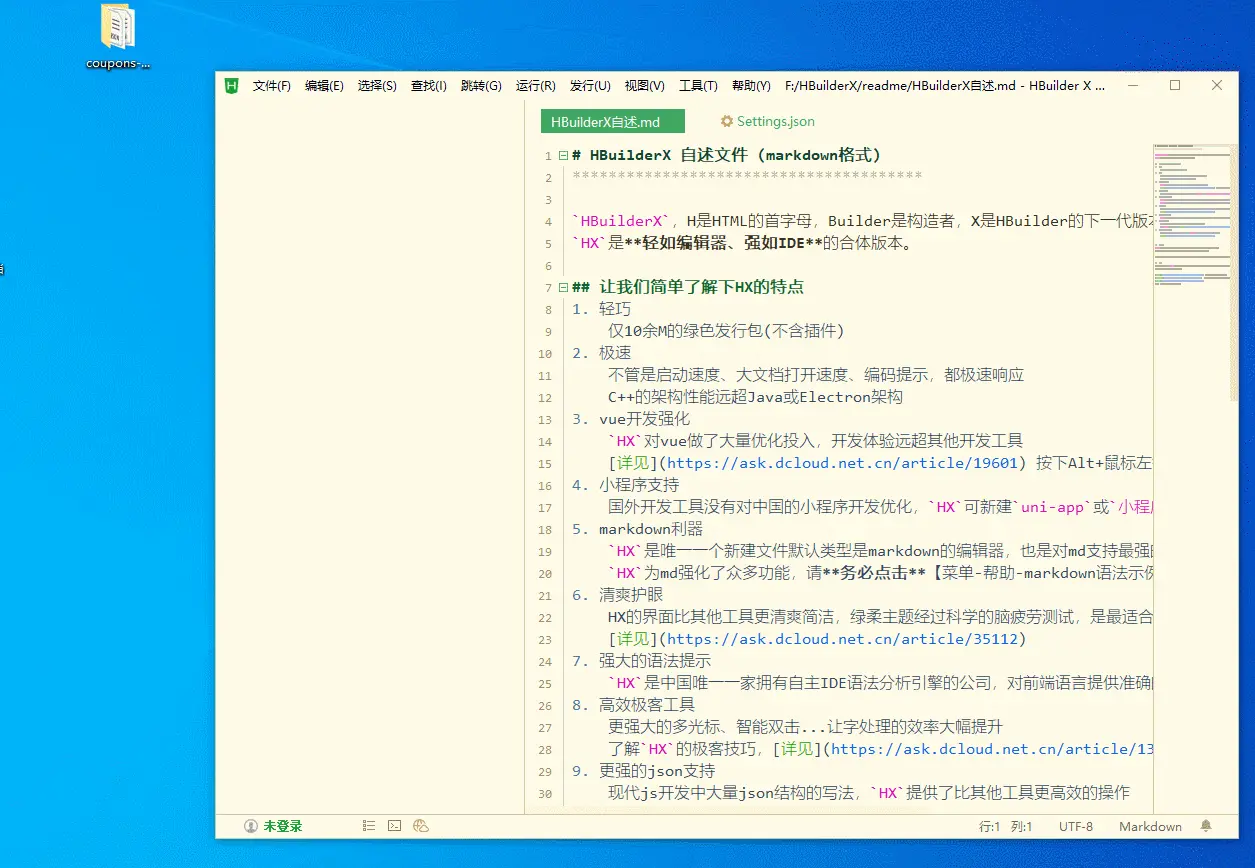 coupons-...
文件(F) 编辑(E) 选择(S) 查找(I) 跳转(G) 运行(R) 发行(U) 视图(V) 工具(T) 帮助(Y) F:/HBuilderX/readme/HBuilderX自述.md - HBuilder X ...
HBuilderX自述.md Settings.json
1 # HBuilderX 自述文件 (markdown格式)
2 ***************************************
3
4 `HBuilderX`，H是HTML的首字母，Builder是构造者，X是HBuilder的下一代版
5 `HX`是**轻如编辑器、强如IDE**的合体版本。
6
7 ## 让我们简单了解下HX的特点
8 1. 轻巧
9 仅10余M的绿色发行包(不含插件)
10 2. 极速
11 不管是启动速度、大文档打开速度、编码提示，都极速响应
12 C++的架构性能远超Java或Electron架构
13 3. vue开发强化
14 `HX`对vue做了大量优化投入，开发体验远超其他开发工具
15 [详见](https://ask.dcloud.net.cn/article/19601) 按下Alt+鼠标左
16 4. 小程序支持
17 国外开发工具没有对中国的小程序开发优化，`HX`可新建`uni-app`或`小程
18 5. markdown利器
19 `HX`是唯一一个新建文件默认类型是markdown的编辑器，也是对md支持最强
20 `HX`为md强化了众多功能，请**务必点击**【菜单-帮助-markdown语法示
21 6. 清爽护眼
22 HX的界面比其他工具更清爽简洁，绿柔主题经过科学的脑疲劳测试，是最适合
23 [详见](https://ask.dcloud.net.cn/article/35112)
24 7. 强大的语法提示
25 `HX`是中国唯一一家拥有自主IDE语法分析引擎的公司，对前端语言提供准确
26 8. 高效极客工具
27 更强大的多光标、智能双击...让字处理的效率大幅提升
28 了解`HX`的极客技巧，[详见](https://ask.dcloud.net.cn/article/13
29 9. 更强的json支持
30 现代js开发中大量json结构的写法，`HX`提供了比其他工具更高效的操作
未登录 行:1 列:1 UTF-8 Markdown